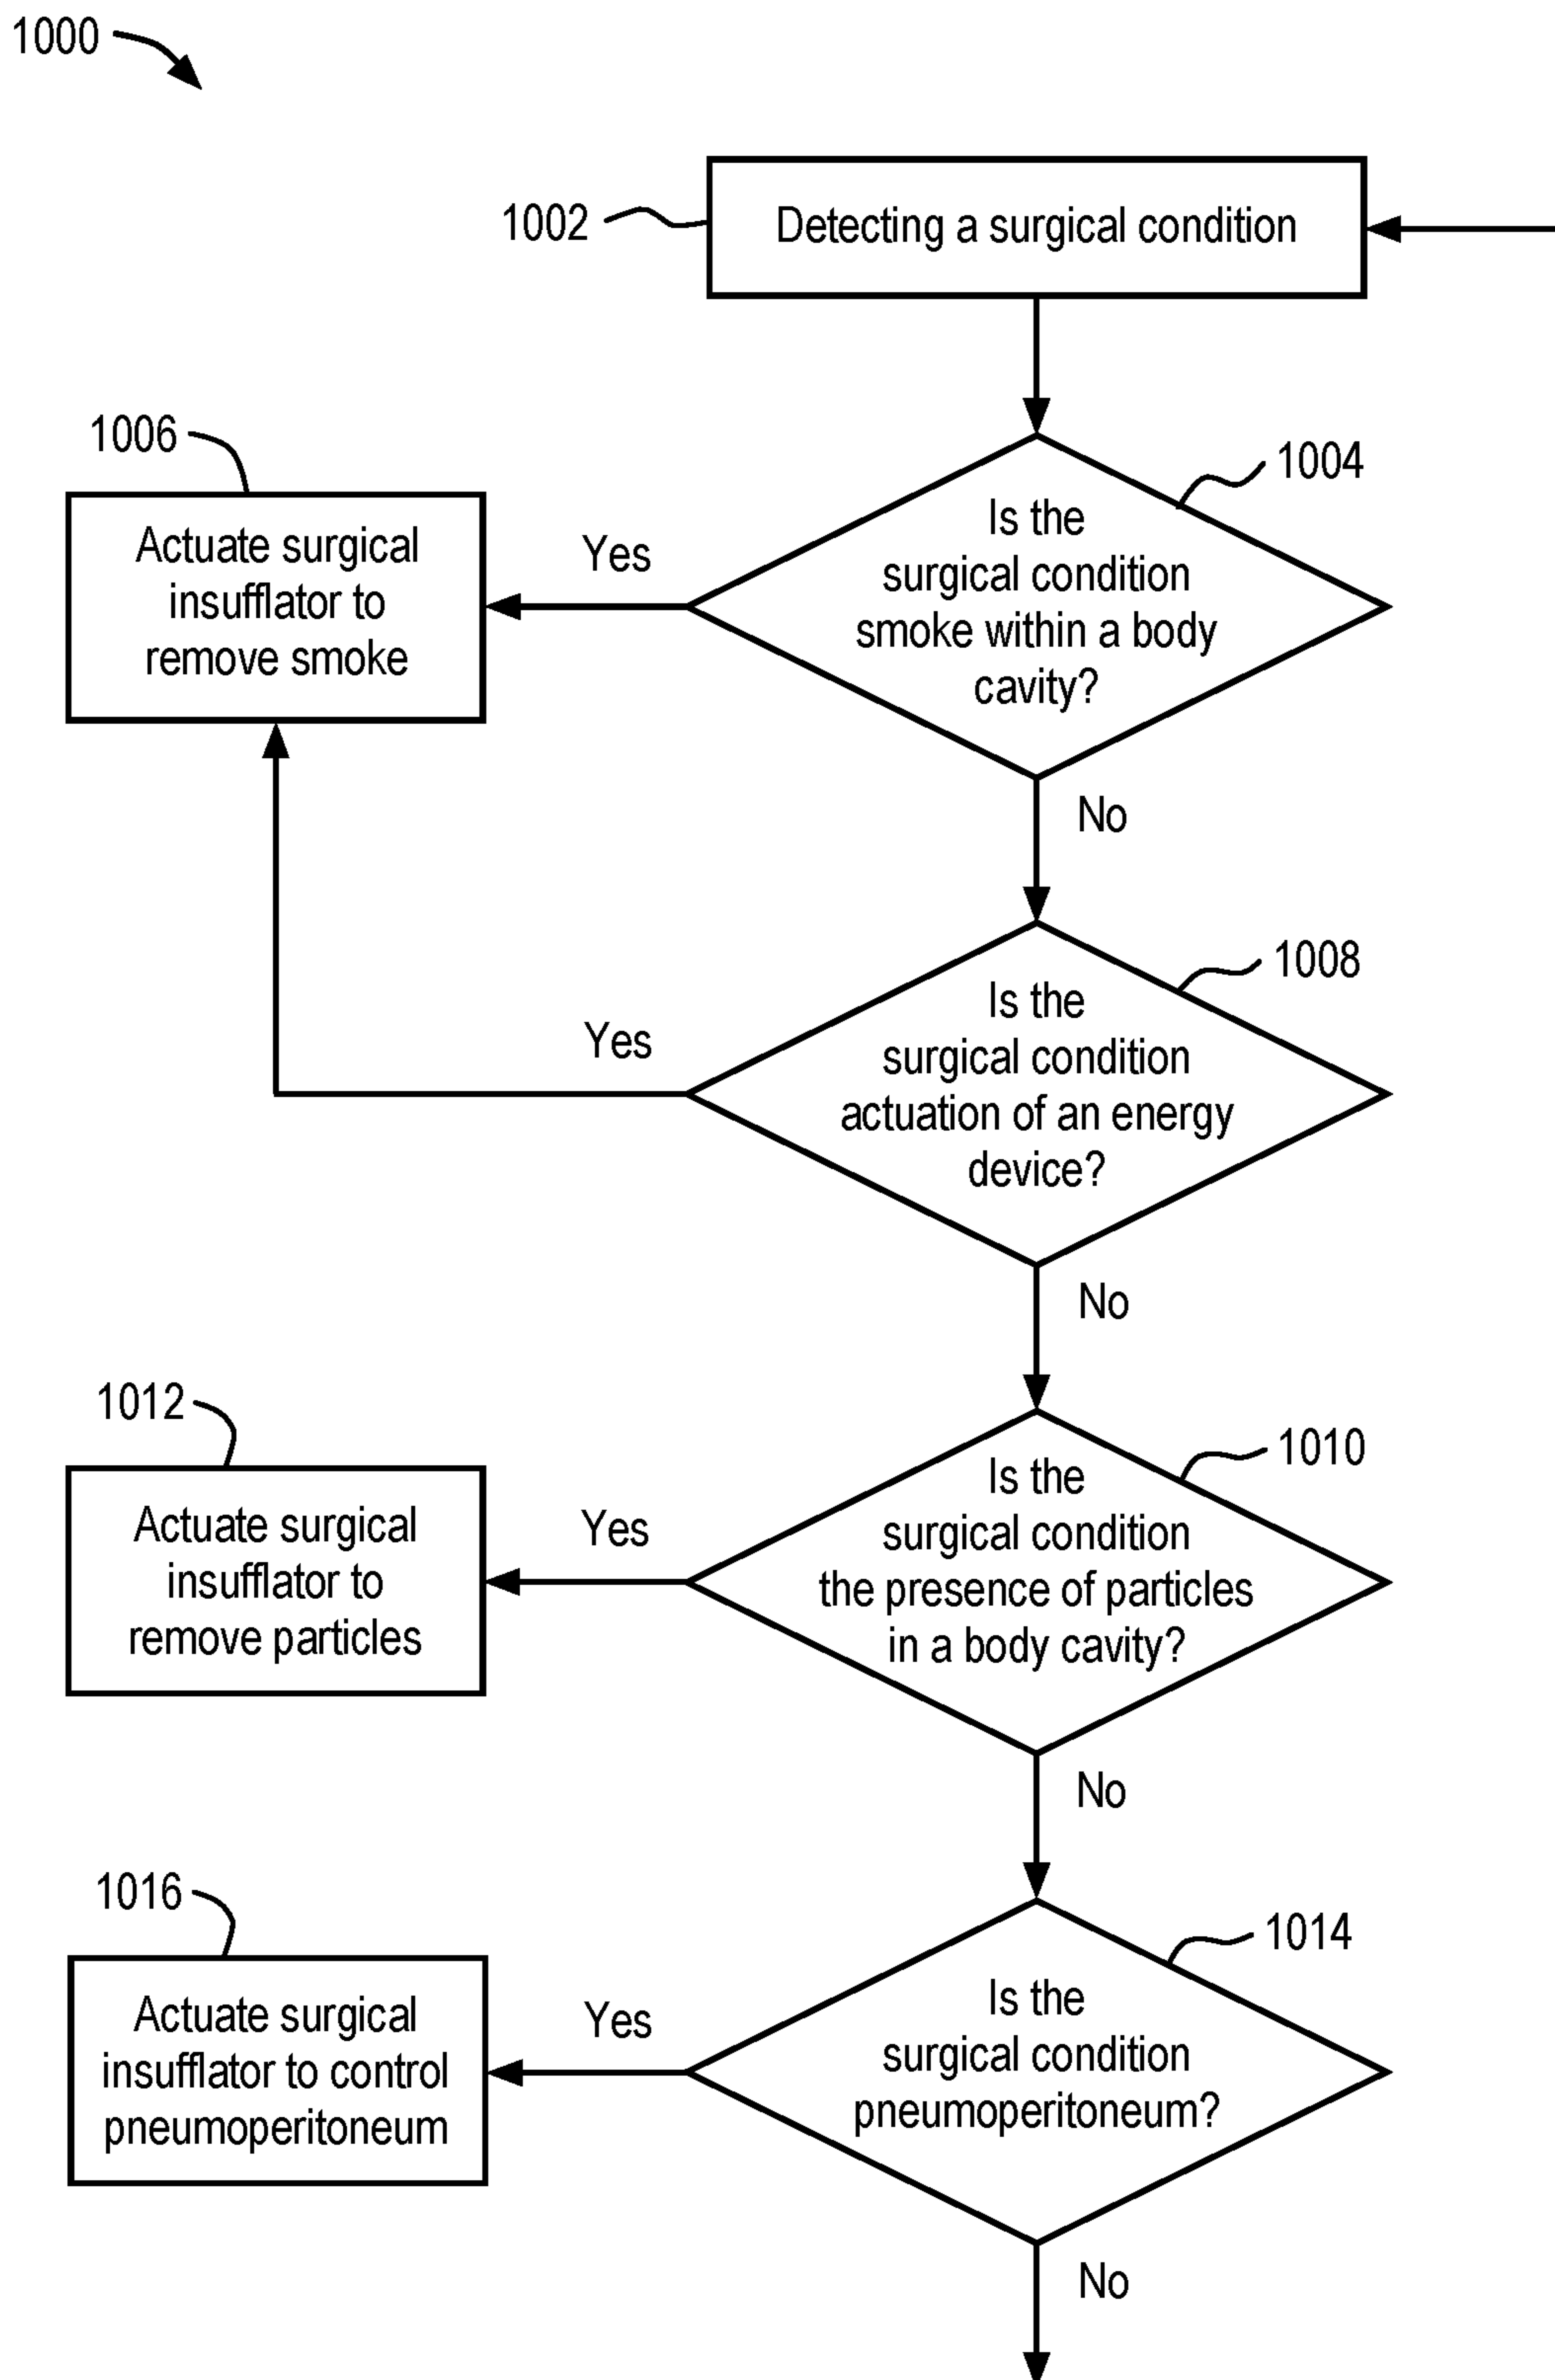 1000
1002
Detecting a surgical condition
1004
Is the
surgical condition
smoke within a body
cavity?
Yes
1006
Actuate surgical
insufflator to
remove smoke
No
1008
Is the
surgical condition
actuation of an energy
device?
Yes
No
1010
Is the
surgical condition
the presence of particles
in a body cavity?
Yes
1012
Actuate surgical
insufflator to
remove particles
No
1014
Is the
surgical condition
pneumoperitoneum?
Yes
1016
Actuate surgical
insufflator to control
pneumoperitoneum
No